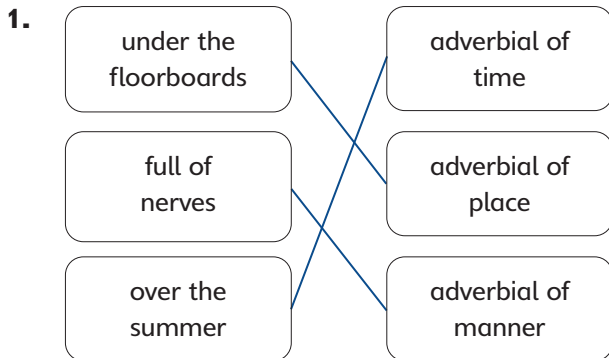 1.
under the
floorboards
adverbial of
time
full of
nerves
adverbial of
place
over the
summer
adverbial of
manner